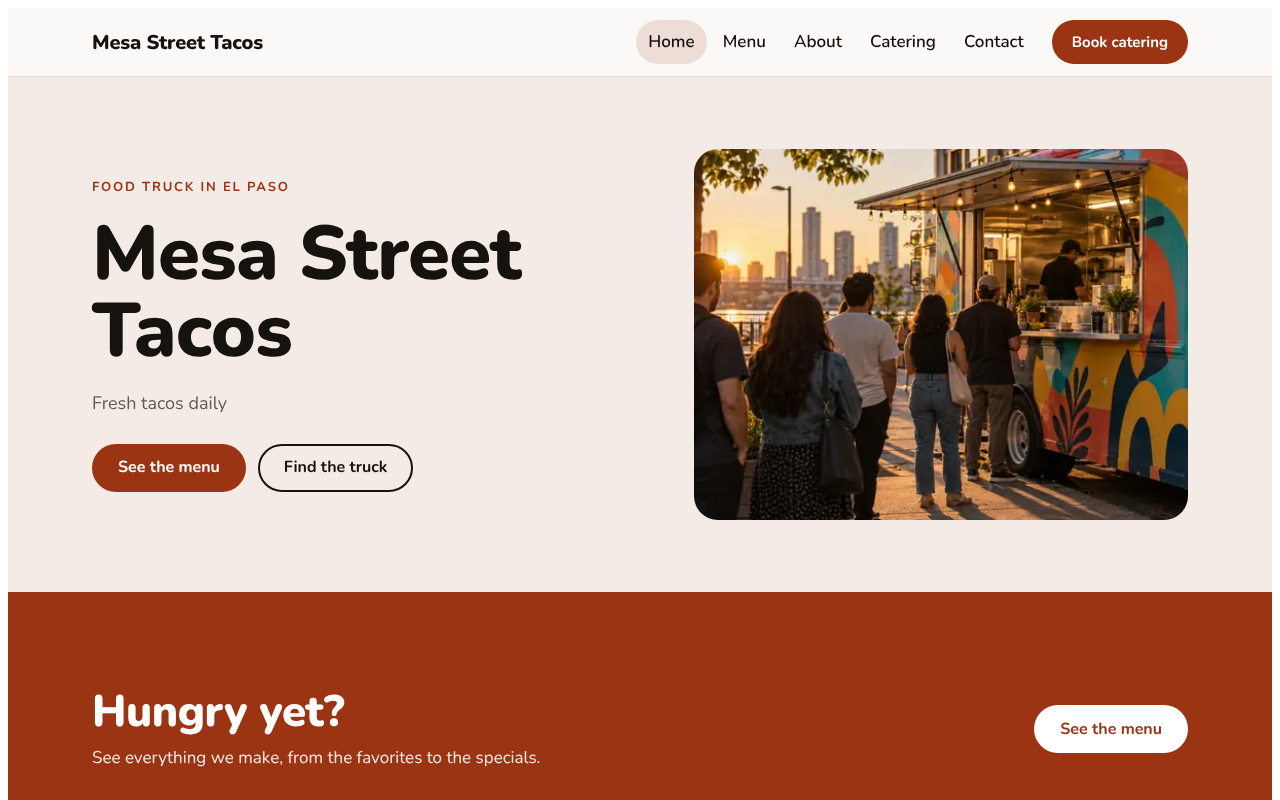 Mesa Street Tacos
Home
Menu
About
Catering
Contact
Book catering
FOOD TRUCK IN EL PASO
Mesa Street
Tacos
Fresh tacos daily
See the menu
Find the truck
Hungry yet?
See everything we make, from the favorites to the specials.
See the menu